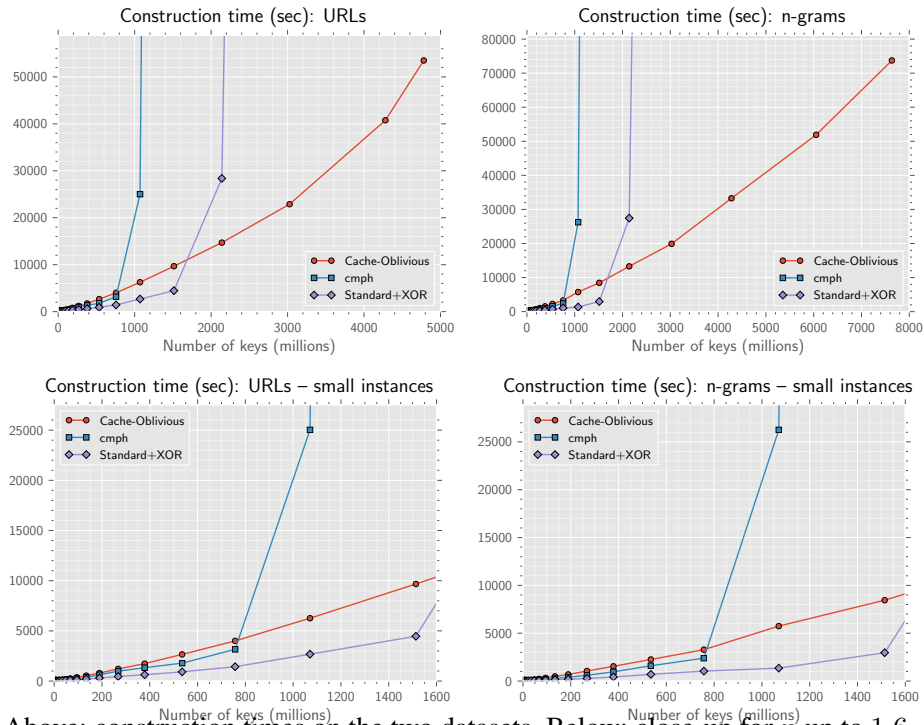 Construction time (sec): URLs
50000
40000
30000
20000
10000
0
0 1000 2000 3000 4000 5000
Number of keys (millions)
Cache-Oblivious
cmph
Standard+XOR
Construction time (sec): n-grams
80000
70000
60000
50000
40000
30000
20000
10000
0
0 1000 2000 3000 4000 5000 6000 7000 8000
Number of keys (millions)
Cache-Oblivious
cmph
Standard+XOR
Construction time (sec): URLs – small instances
25000
20000
15000
10000
5000
0
0 200 400 600 800 1000 1200 1400 1600
Number of keys (millions)
Cache-Oblivious
cmph
Standard+XOR
Construction time (sec): n-grams – small instances
25000
20000
15000
10000
5000
0
0 200 400 600 800 1000 1200 1400 1600
Number of keys (millions)
Cache-Oblivious
cmph
Standard+XOR
Above: construction times on the two datasets. Below: close-up for up to 1.6